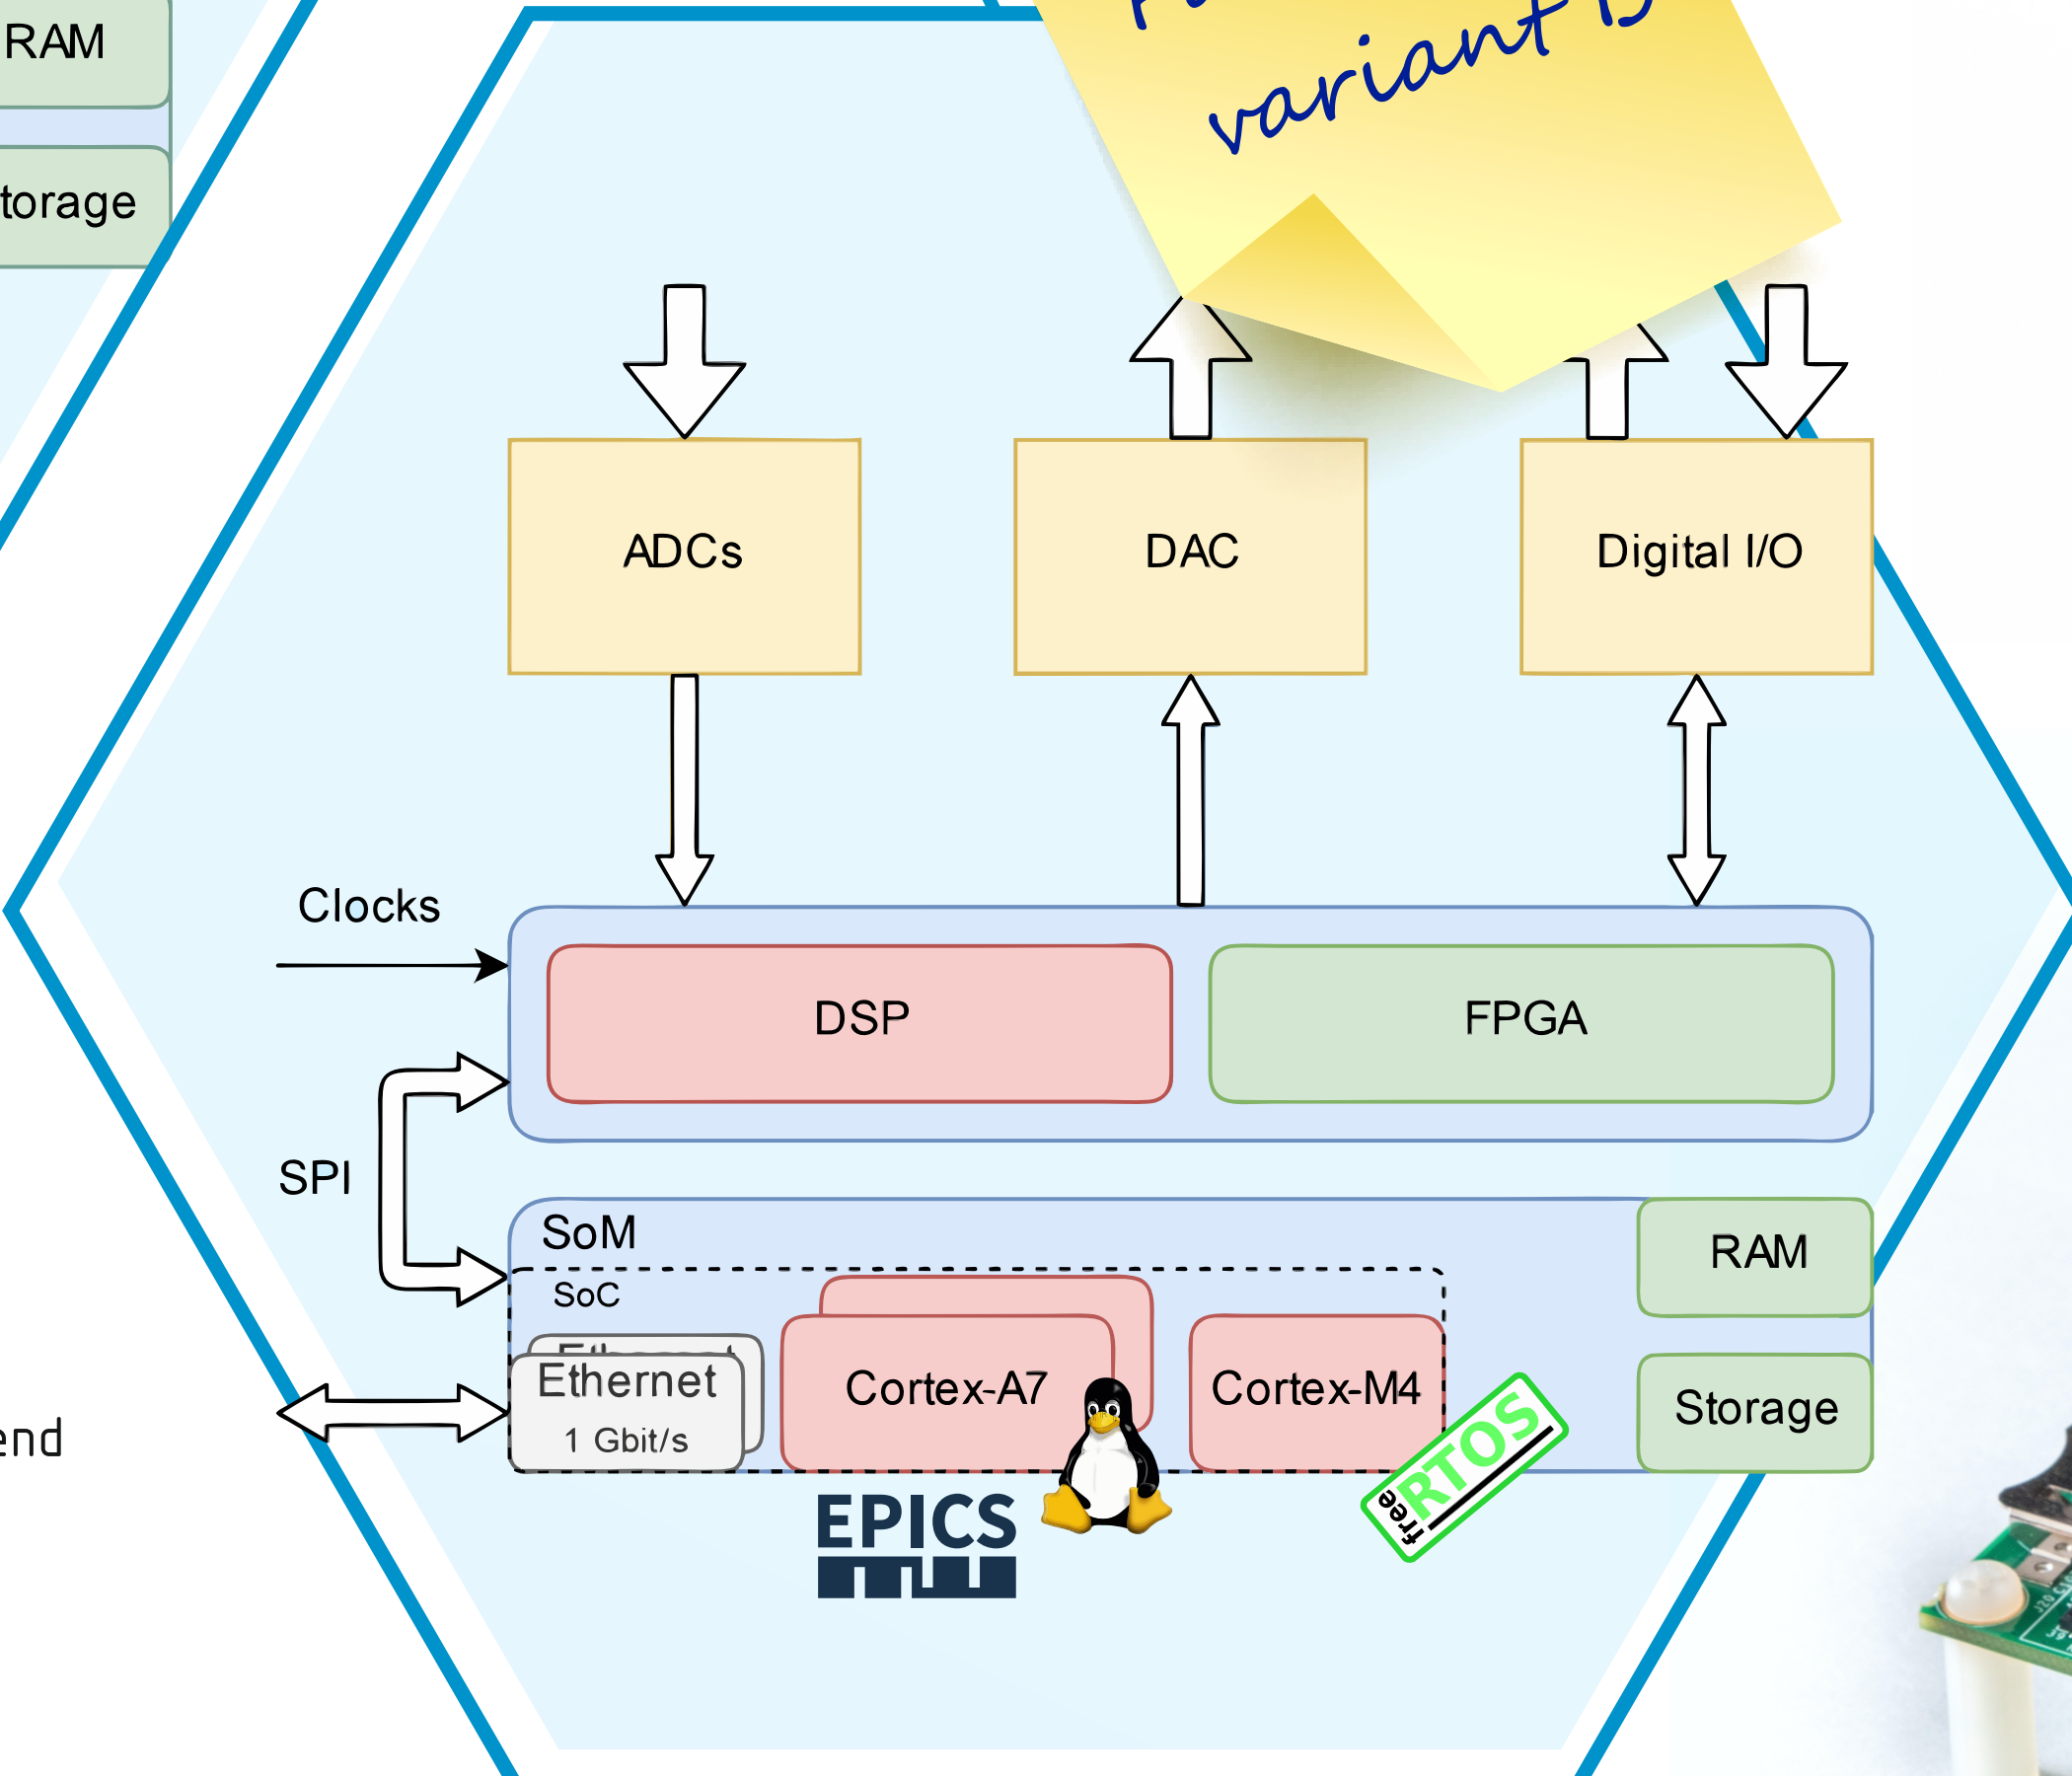 RAM
torage
variant
ADCs
DAC
Digital I/O
Clocks
DSP
FPGA
SPI
SoM
RAM
SoC
Ethernet
Ethernet
1 Gbit/s
Cortex-A7
Cortex-M4
Storage
end
free RTOS
EPICS